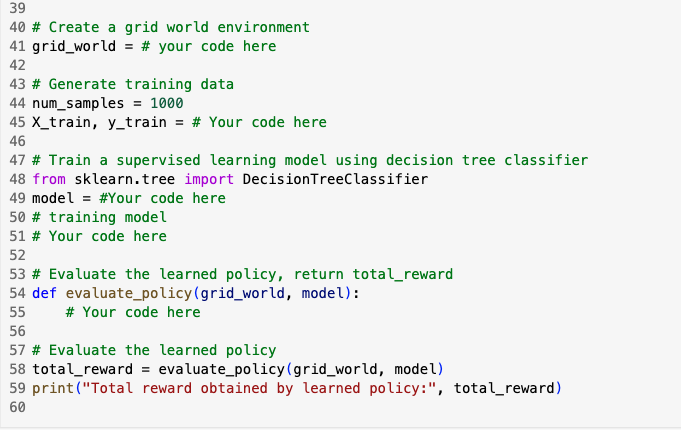 39
40 # Create a grid world environment
41 grid_world = # your code here
42
43 # Generate training data
44 num_samples = 1000
45 X_train, y_train = # Your code here
46
47 # Train a supervised learning model using decision tree classifier
48 from sklearn.tree import DecisionTreeClassifier
49 model = #Your code here
50 # training model
51 # Your code here
52
53 # Evaluate the learned policy, return total_reward
54 def evaluate_policy(grid_world, model):
55     # Your code here
56
57 # Evaluate the learned policy
58 total_reward = evaluate_policy(grid_world, model)
59 print("Total reward obtained by learned policy:", total_reward)
60